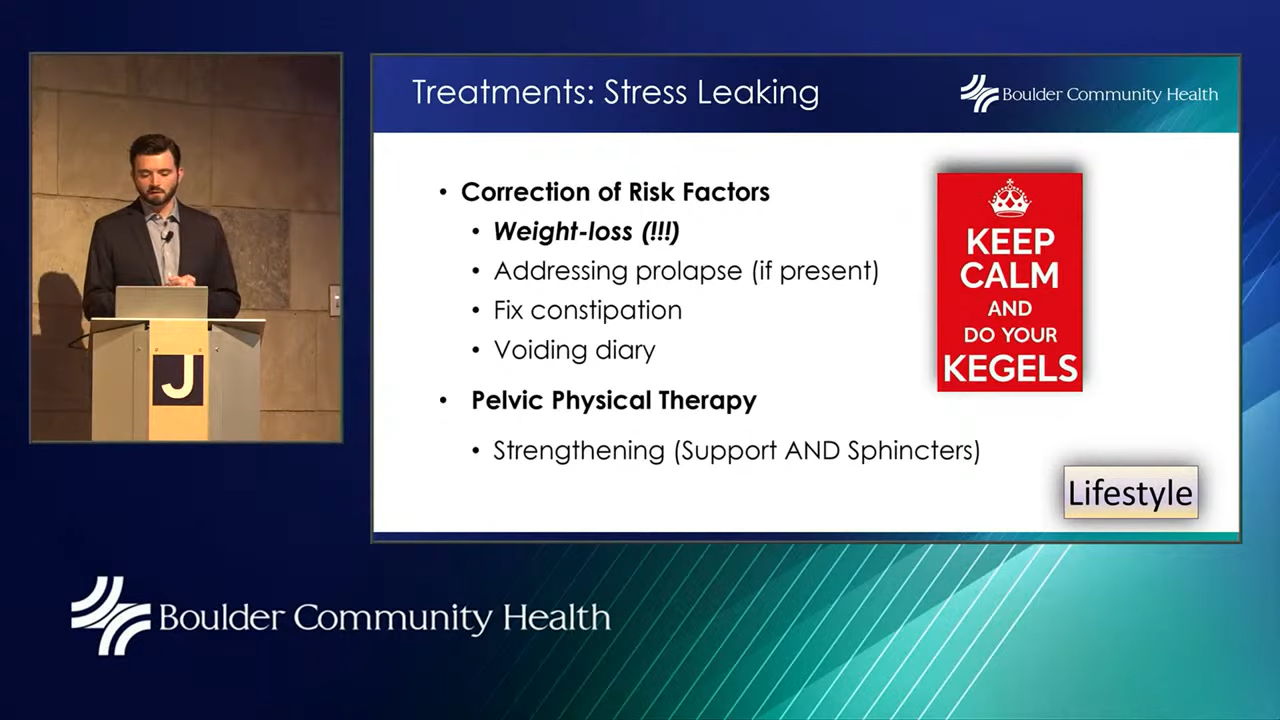 Treatments: Stress Leaking
Boulder Community Health
• Correction of Risk Factors
• Weight-loss (!!!)
• Addressing prolapse (if present)
• Fix constipation
• Voiding diary
• Pelvic Physical Therapy
• Strengthening (Support AND Sphincters)
KEEP
CALM
AND
DO YOUR
KEGELS
Lifestyle
J
Boulder Community Health